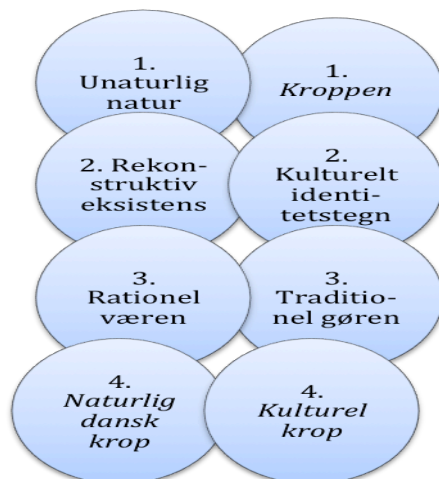 1.
Unaturlig
natur
1.
Kroppen
2. Rekon-
struktiv
eksistens
2.
Kulturelt
identi-
tetstegn
3.
Rationel
væren
3.
Traditio-
nel gøren
4.
Naturlig
dansk
krop
4.
Kulturel
krop